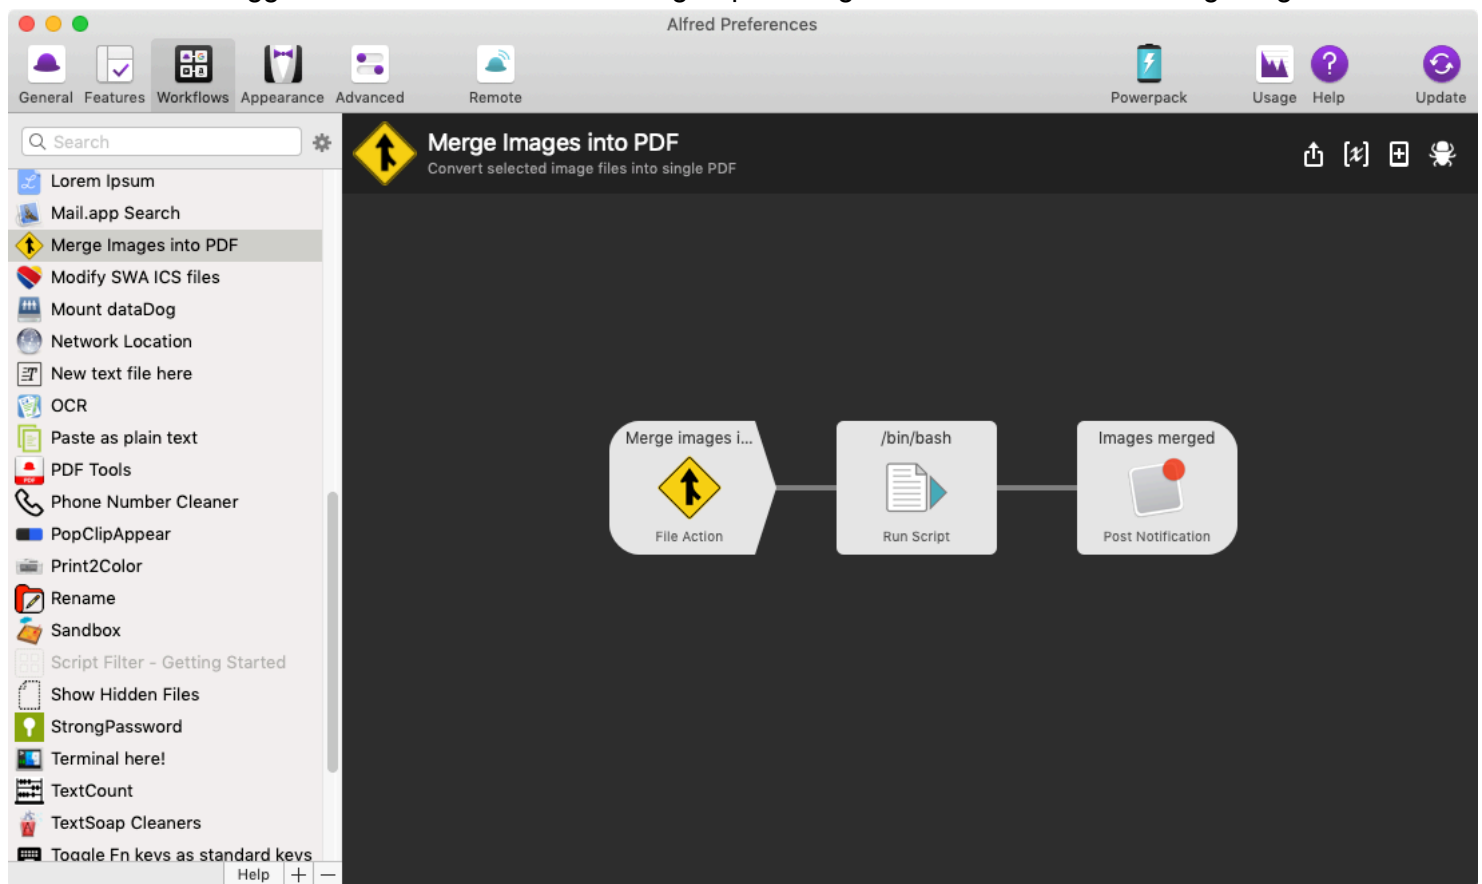 Alfred Preferences
General Features Workflows Appearance Advanced Remote Powerpack Usage Help Update
Search
Merge Images into PDF
Convert selected image files into single PDF
Lorem Ipsum
Mail.app Search
Merge Images into PDF
Modify SWA ICS files
Mount dataDog
Network Location
New text file here
OCR
Paste as plain text
PDF Tools
Phone Number Cleaner
PopClipAppear
Print2Color
Rename
Sandbox
Script Filter - Getting Started
Show Hidden Files
StrongPassword
Terminal here!
TextCount
TextSoap Cleaners
Toggle Fn keys as standard keys
Help
Merge images i...
File Action
/bin/bash
Run Script
Images merged
Post Notification